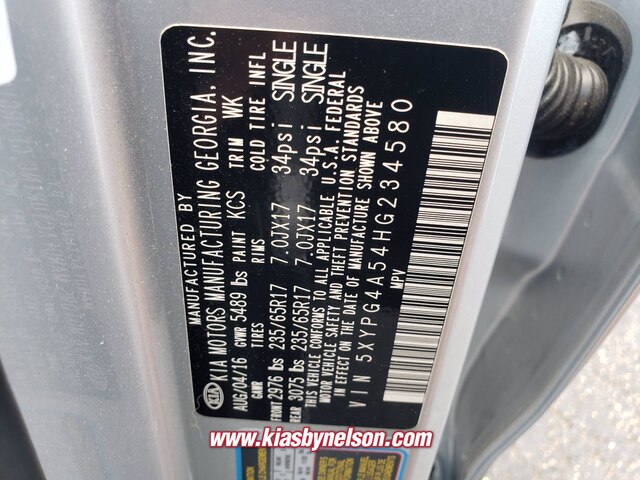 MANUFACTURED BY
KIA MOTORS MANUFACTURING GEORGIA, INC.
KIA
AUG/04/16 GVWR 5489 lbs PAINT KCS TRIM WK
GAWR TIRES RIMS COLD TIRE INFL
FRONT 2976 lbs 235/65R17 7.0JX17 34psi SINGLE
REAR 3075 lbs 235/65R17 7.0JX17 34psi SINGLE
THIS VEHICLE CONFORMS TO ALL APPLICABLE U.S.A. FEDERAL
MOTOR VEHICLE SAFETY AND THEFT PREVENTION STANDARDS
IN EFFECT ON THE DATE OF MANUFACTURE SHOWN ABOVE
VIN 5XYPG4A54HG234580
MPV
www.kiasbynelson.com